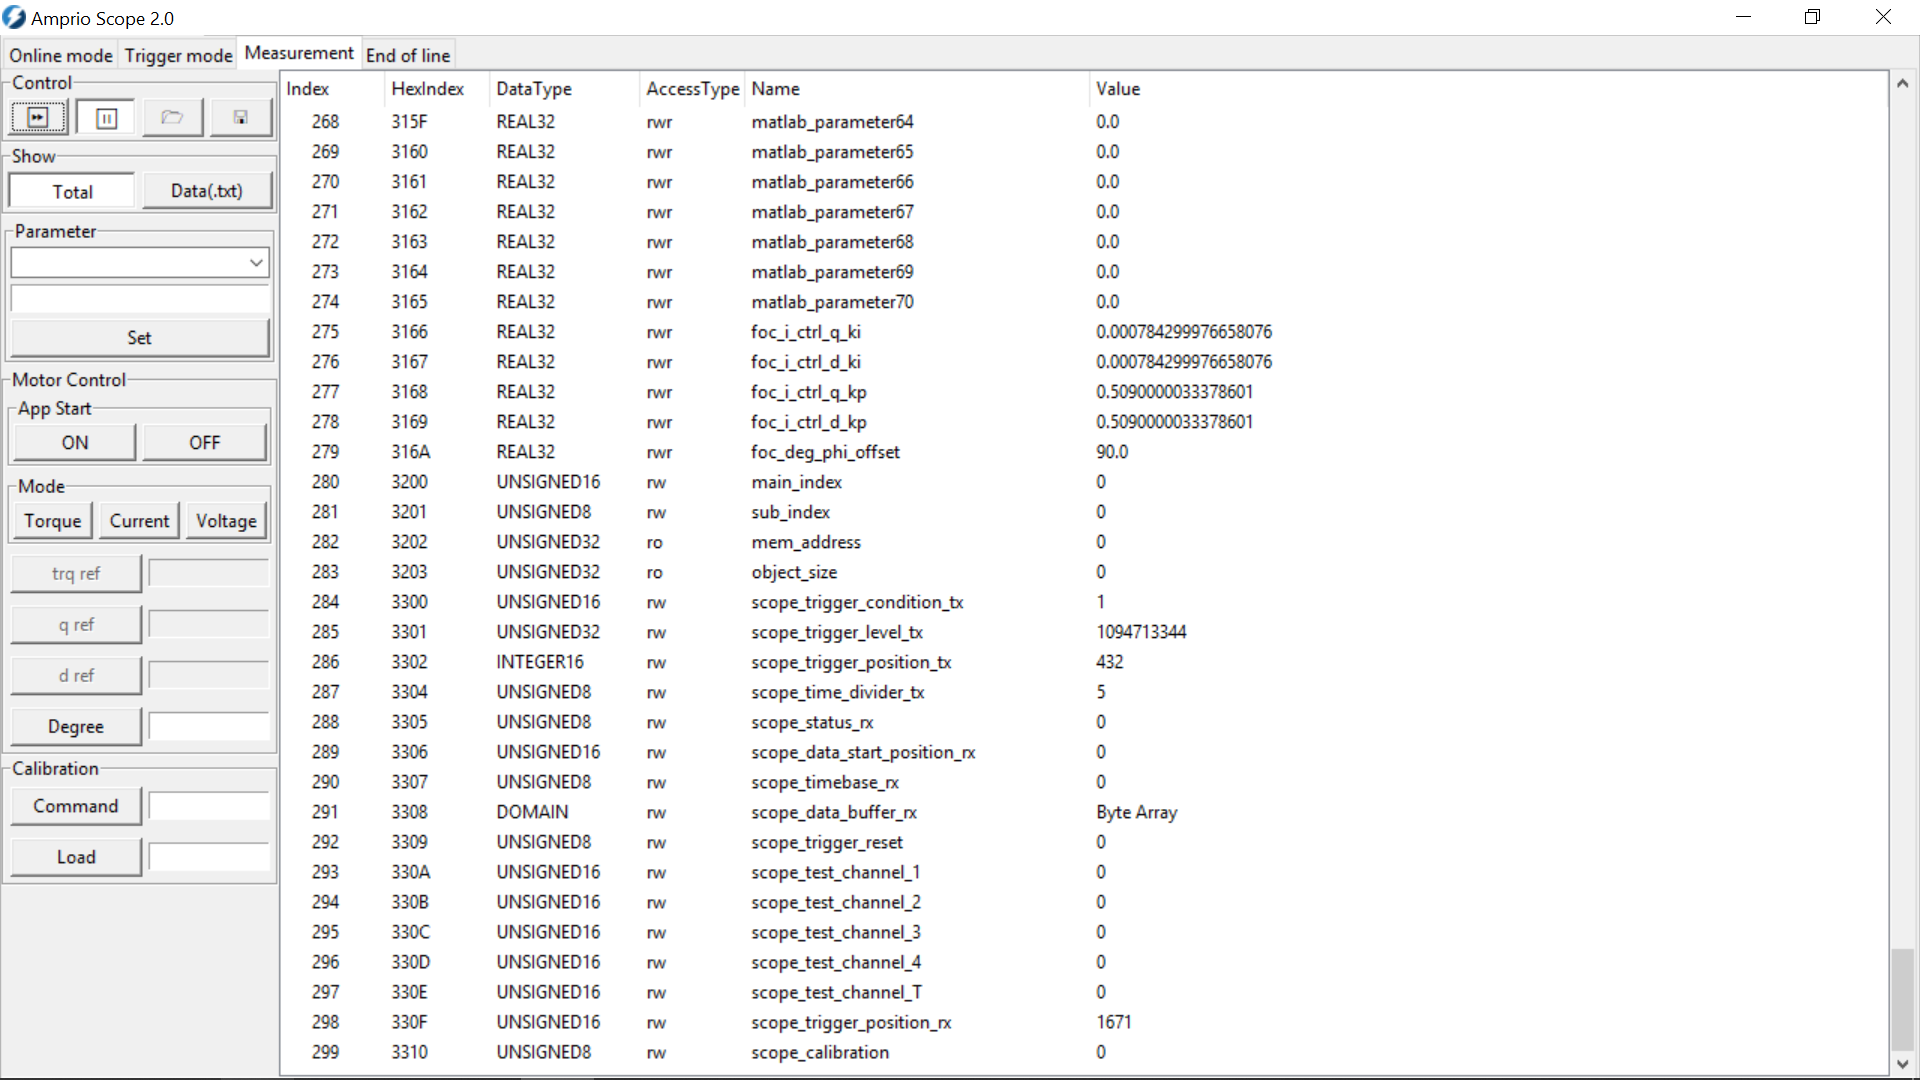 Amprio Scope 2.0
Online mode Trigger mode Measurement End of line
Control
Show
Total Data(.txt)
Parameter
Set
Motor Control
App Start
ON OFF
Mode
Torque Current Voltage
trq ref
q ref
d ref
Degree
Calibration
Command
Load
Index HexIndex DataType AccessType Name Value
268 315F REAL32 rwr matlab_parameter64 0.0
269 3160 REAL32 rwr matlab_parameter65 0.0
270 3161 REAL32 rwr matlab_parameter66 0.0
271 3162 REAL32 rwr matlab_parameter67 0.0
272 3163 REAL32 rwr matlab_parameter68 0.0
273 3164 REAL32 rwr matlab_parameter69 0.0
274 3165 REAL32 rwr matlab_parameter70 0.0
275 3166 REAL32 rwr foc_i_ctrl_q_ki 0.000784299976658076
276 3167 REAL32 rwr foc_i_ctrl_d_ki 0.000784299976658076
277 3168 REAL32 rwr foc_i_ctrl_q_kp 0.5090000033378601
278 3169 REAL32 rwr foc_i_ctrl_d_kp 0.5090000033378601
279 316A REAL32 rwr foc_deg_phi_offset 90.0
280 3200 UNSIGNED16 rw main_index 0
281 3201 UNSIGNED8 rw sub_index 0
282 3202 UNSIGNED32 ro mem_address 0
283 3203 UNSIGNED32 ro object_size 0
284 3300 UNSIGNED16 rw scope_trigger_condition_tx 1
285 3301 UNSIGNED32 rw scope_trigger_level_tx 1094713344
286 3302 INTEGER16 rw scope_trigger_position_tx 432
287 3304 UNSIGNED8 rw scope_time_divider_tx 5
288 3305 UNSIGNED8 rw scope_status_rx 0
289 3306 UNSIGNED16 rw scope_data_start_position_rx 0
290 3307 UNSIGNED8 rw scope_timebase_rx 0
291 3308 DOMAIN rw scope_data_buffer_rx Byte Array
292 3309 UNSIGNED8 rw scope_trigger_reset 0
293 330A UNSIGNED16 rw scope_test_channel_1 0
294 330B UNSIGNED16 rw scope_test_channel_2 0
295 330C UNSIGNED16 rw scope_test_channel_3 0
296 330D UNSIGNED16 rw scope_test_channel_4 0
297 330E UNSIGNED16 rw scope_test_channel_T 0
298 330F UNSIGNED16 rw scope_trigger_position_rx 1671
299 3310 UNSIGNED8 rw scope_calibration 0